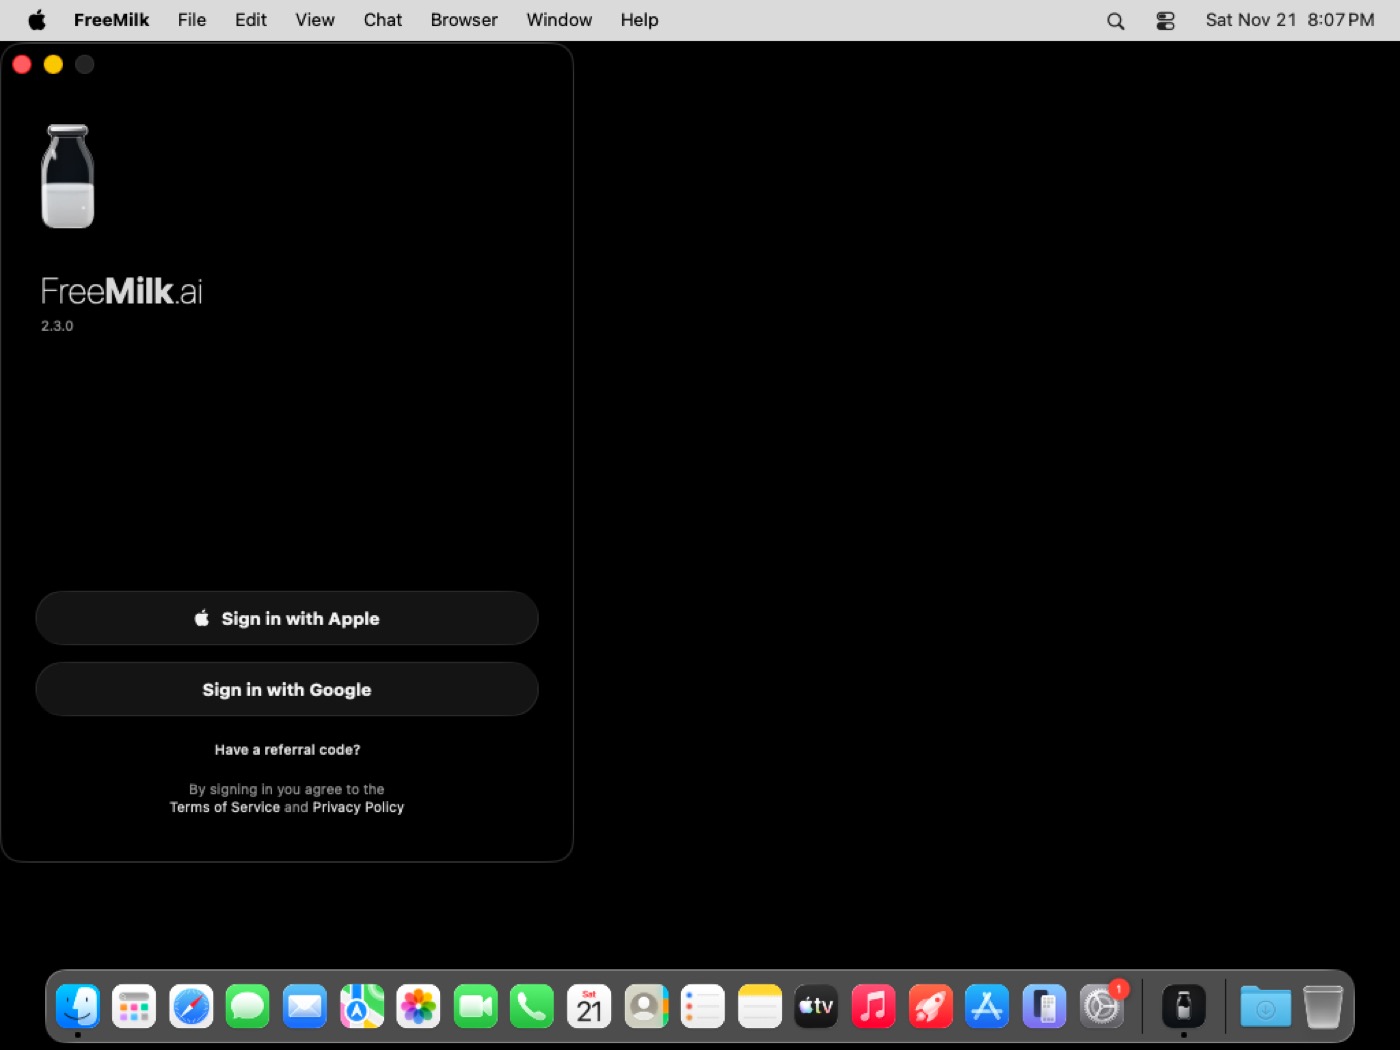 FreeMilk File Edit View Chat Browser Window Help Sat Nov 21 8:07 PM
FreeMilk.ai
2.3.0
Sign in with Apple
Sign in with Google
Have a referral code?
By signing in you agree to the
Terms of Service and Privacy Policy
Sat
21
tv
1